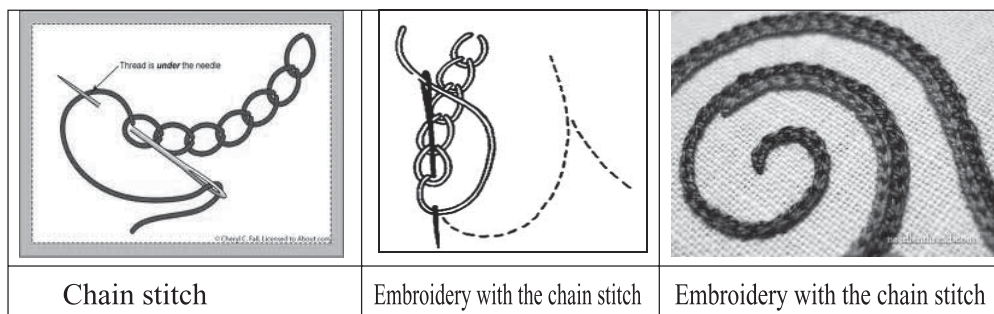 Thread is under the needle
© Cheryl C. Fall, Licensed to About.com
Chain stitch
Embroidery with the chain stitch
Embroidery with the chain stitch